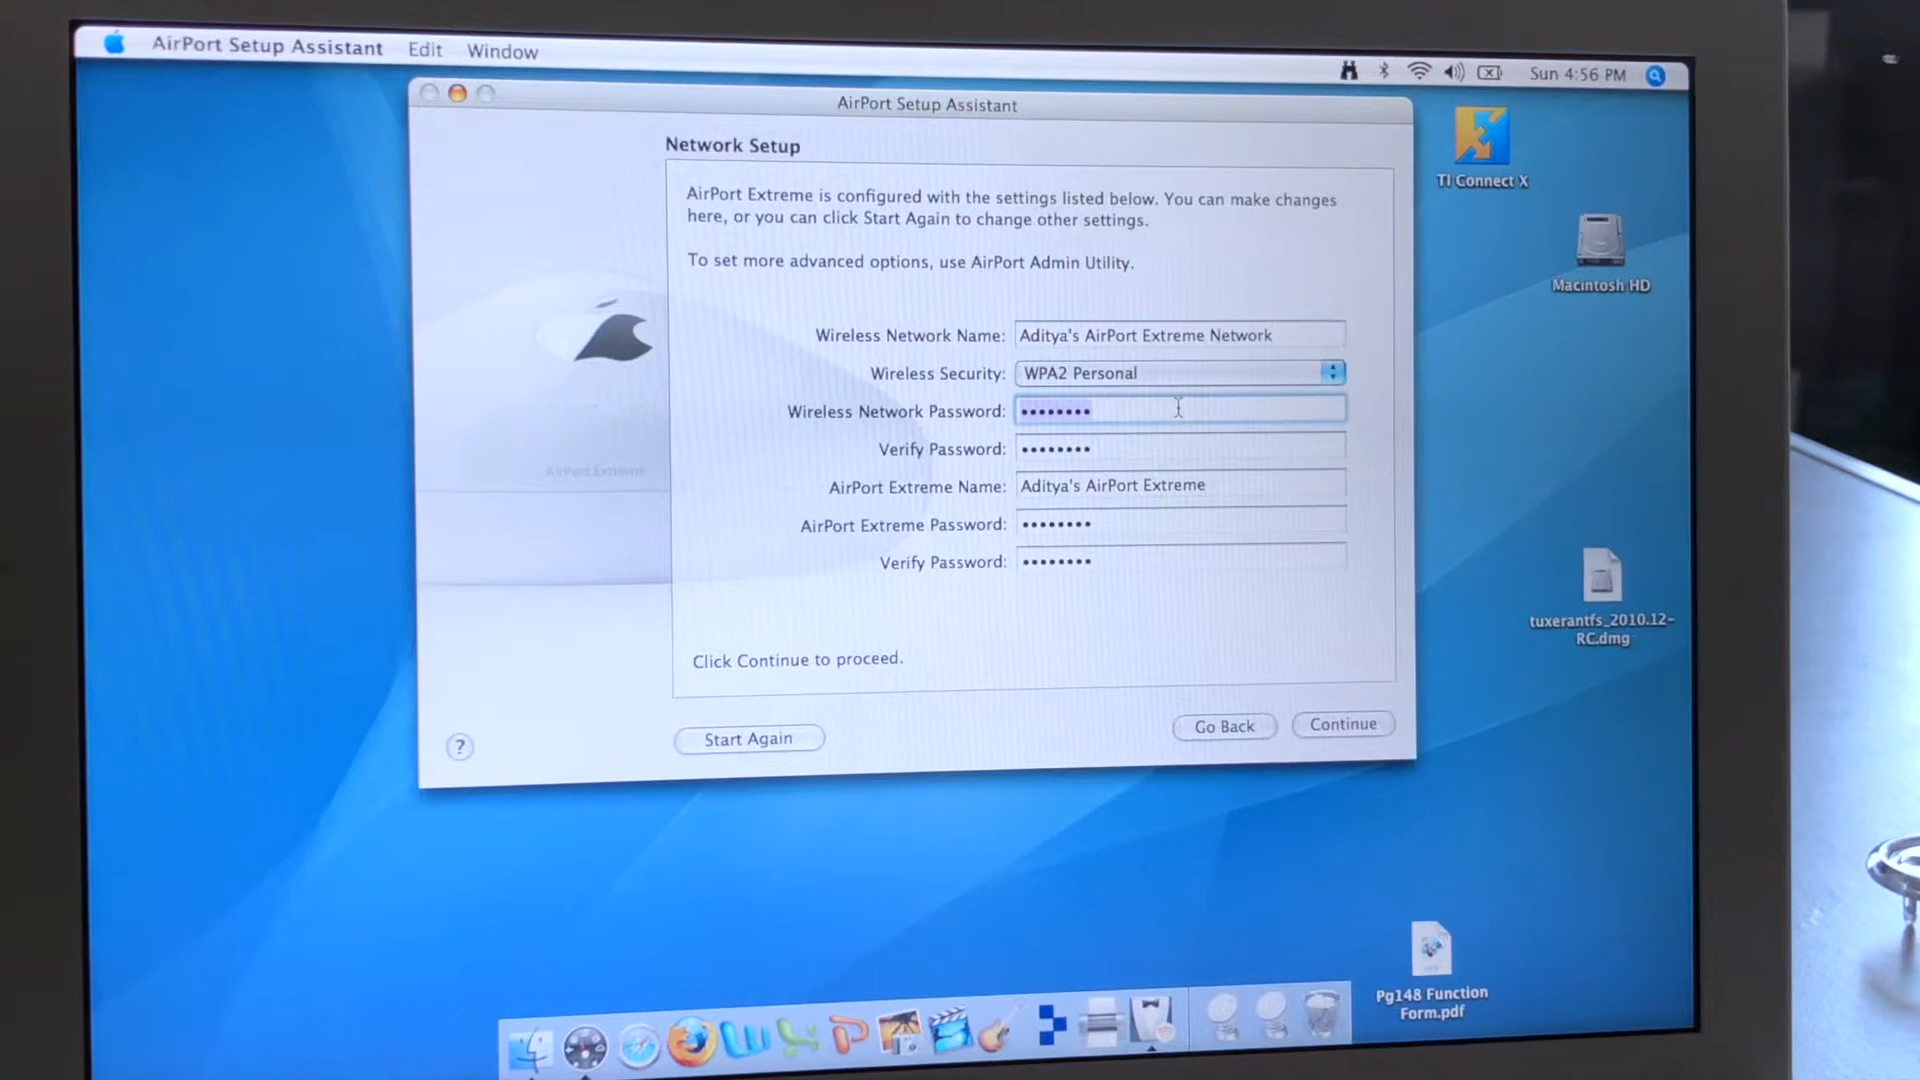 AirPort Setup Assistant Edit Window
Sun 4:56 PM
AirPort Setup Assistant
Network Setup
AirPort Extreme is configured with the settings listed below. You can make changes
here, or you can click Start Again to change other settings.
To set more advanced options, use AirPort Admin Utility.
Wireless Network Name: Aditya's AirPort Extreme Network
Wireless Security: WPA2 Personal
Wireless Network Password: ••••••••
Verify Password: ••••••••
AirPort Extreme Name: Aditya's AirPort Extreme
AirPort Extreme Password: ••••••••
Verify Password: ••••••••
AirPort Extreme
Click Continue to proceed.
? Start Again Go Back Continue
TI Connect X
Macintosh HD
tuxerantfs_2010.12-
RC.dmg
Pg148 Function
Form.pdf